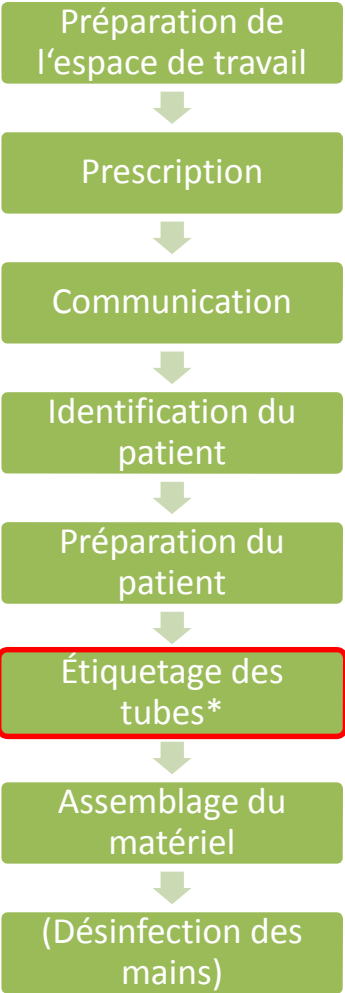 Préparation de
l‘espace de travail
Prescription
Communication
Identification du
patient
Préparation du
patient
Étiquetage des
tubes*
Assemblage du
matériel
(Désinfection des
mains)